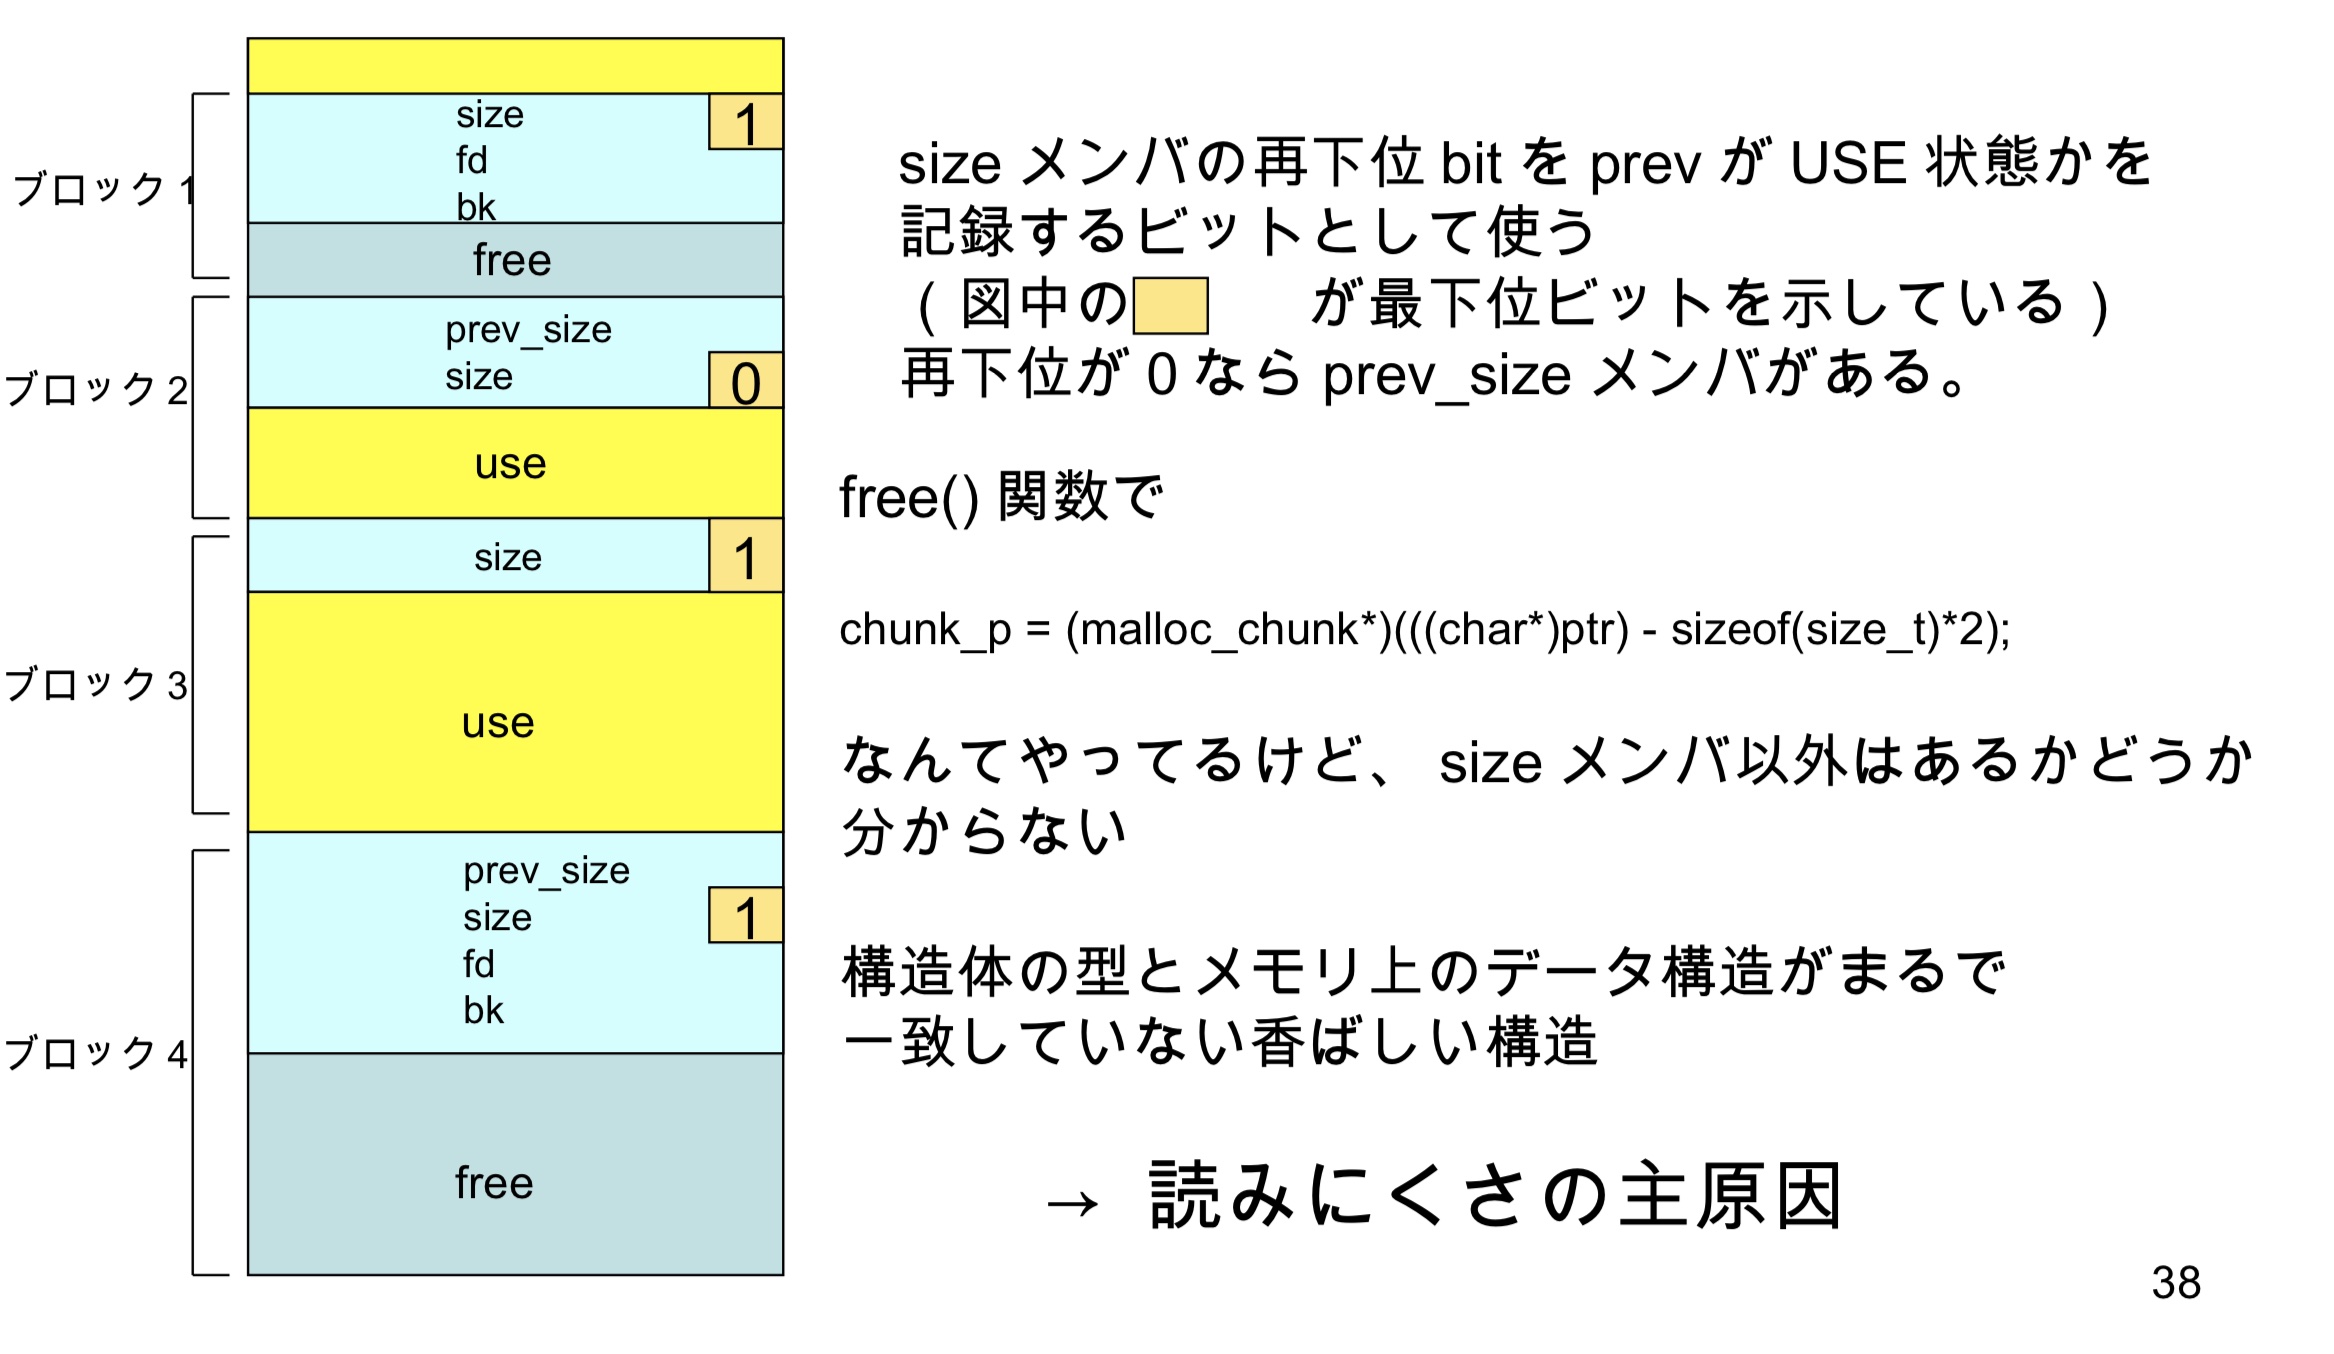 size
1
fd
bk
ブロック 1
free
prev_size
size
0
ブロック 2
use
size
1
use
ブロック 3
prev_size
size
1
fd
bk
ブロック 4
free
size メンバの再下位 bit を prev が USE 状態かを
記録するビットとして使う
( 図中の が最下位ビットを示している )
再下位が 0 なら prev_size メンバがある。
free() 関数で
chunk_p = (malloc_chunk*)(((char*)ptr) - sizeof(size_t)*2);
なんてやってるけど、 size メンバ以外はあるかどうか
分からない
構造体の型とメモリ上のデータ構造がまるで
一致していない香ばしい構造
→ 読みにくさの主原因
38